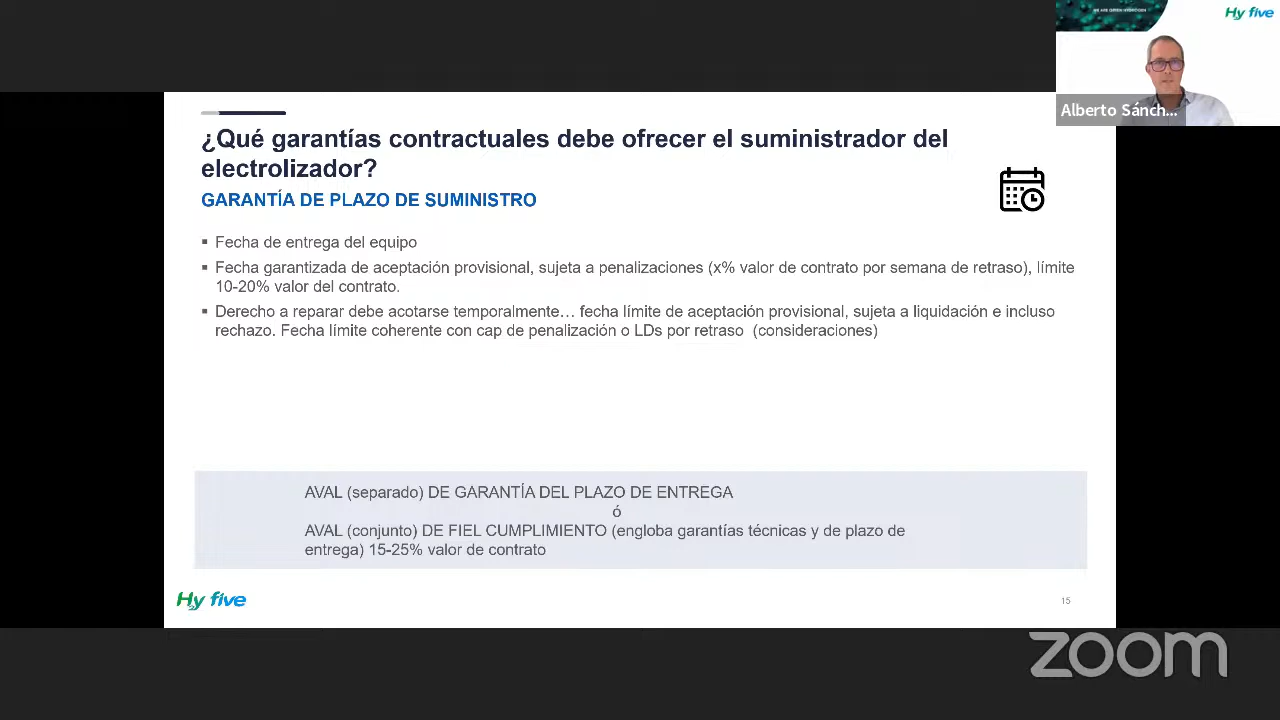 WE ARE GREEN HYDROGEN
Hy five
Alberto Sánch...
¿Qué garantías contractuales debe ofrecer el suministrador del
electrolizador?
GARANTÍA DE PLAZO DE SUMINISTRO
▪ Fecha de entrega del equipo
▪ Fecha garantizada de aceptación provisional, sujeta a penalizaciones (x% valor de contrato por semana de retraso), límite
10-20% valor del contrato.
▪ Derecho a reparar debe acotarse temporalmente… fecha límite de aceptación provisional, sujeta a liquidación e incluso
rechazo. Fecha límite coherente con cap de penalización o LDs por retraso (consideraciones)
AVAL (separado) DE GARANTÍA DEL PLAZO DE ENTREGA
ó
AVAL (conjunto) DE FIEL CUMPLIMIENTO (engloba garantías técnicas y de plazo de
entrega) 15-25% valor de contrato
Hy five
15
zoom